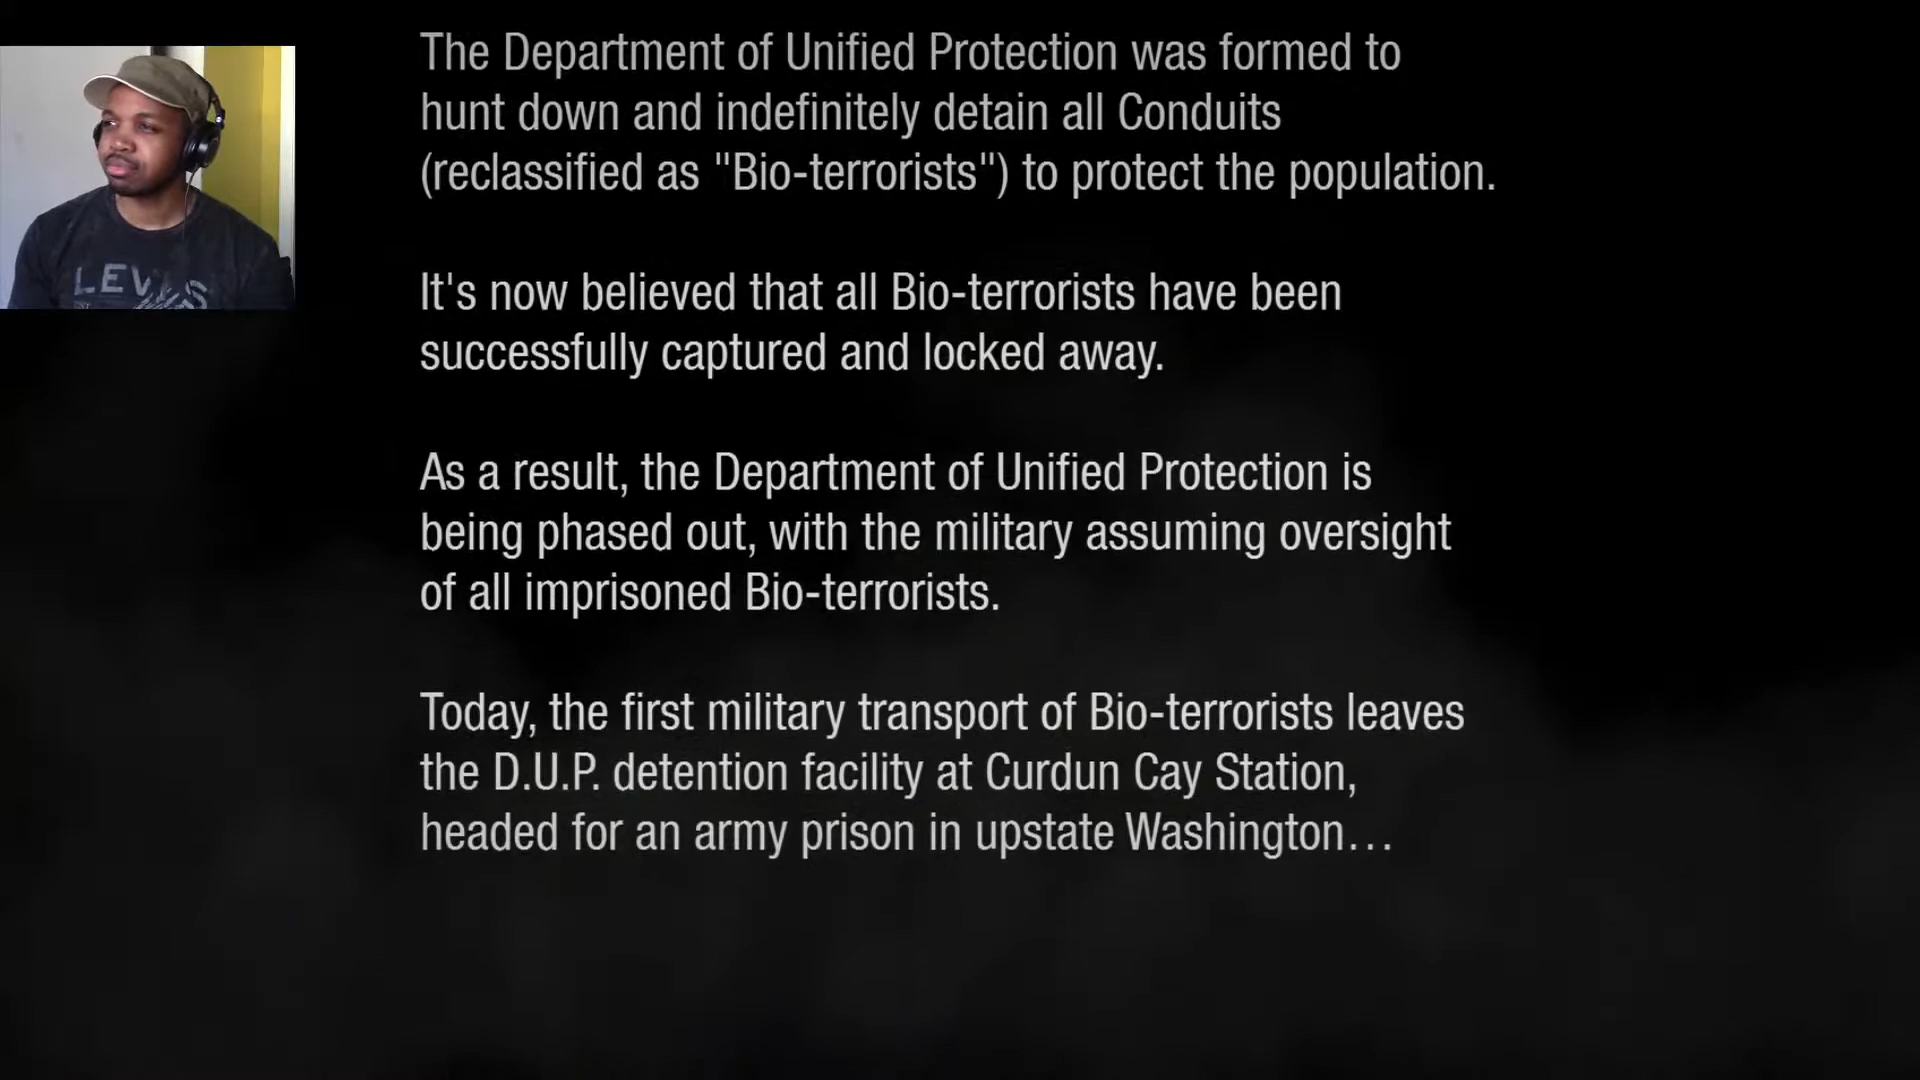 The Department of Unified Protection was formed to
hunt down and indefinitely detain all Conduits
(reclassified as "Bio-terrorists") to protect the population.
It's now believed that all Bio-terrorists have been
successfully captured and locked away.
As a result, the Department of Unified Protection is
being phased out, with the military assuming oversight
of all imprisoned Bio-terrorists.
Today, the first military transport of Bio-terrorists leaves
the D.U.P. detention facility at Curdun Cay Station,
headed for an army prison in upstate Washington…
LEVI'S